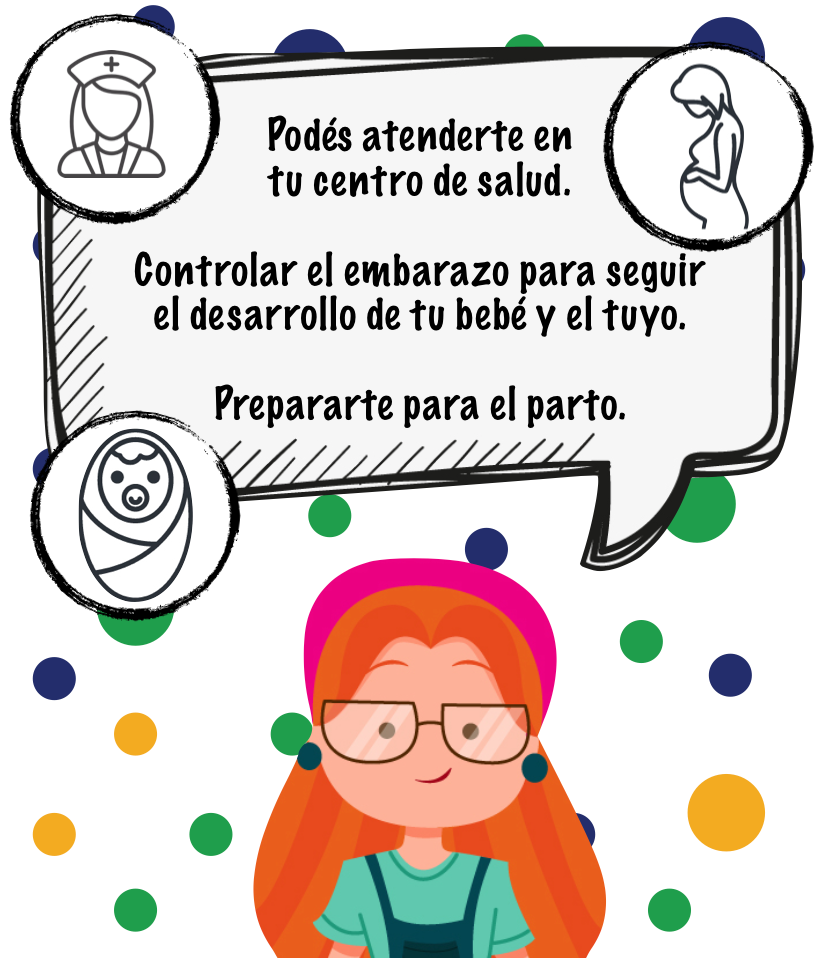 Podés atenderte en
tu centro de salud.
Controlar el embarazo para seguir
el desarrollo de tu bebé y el tuyo.
Prepararte para el parto.